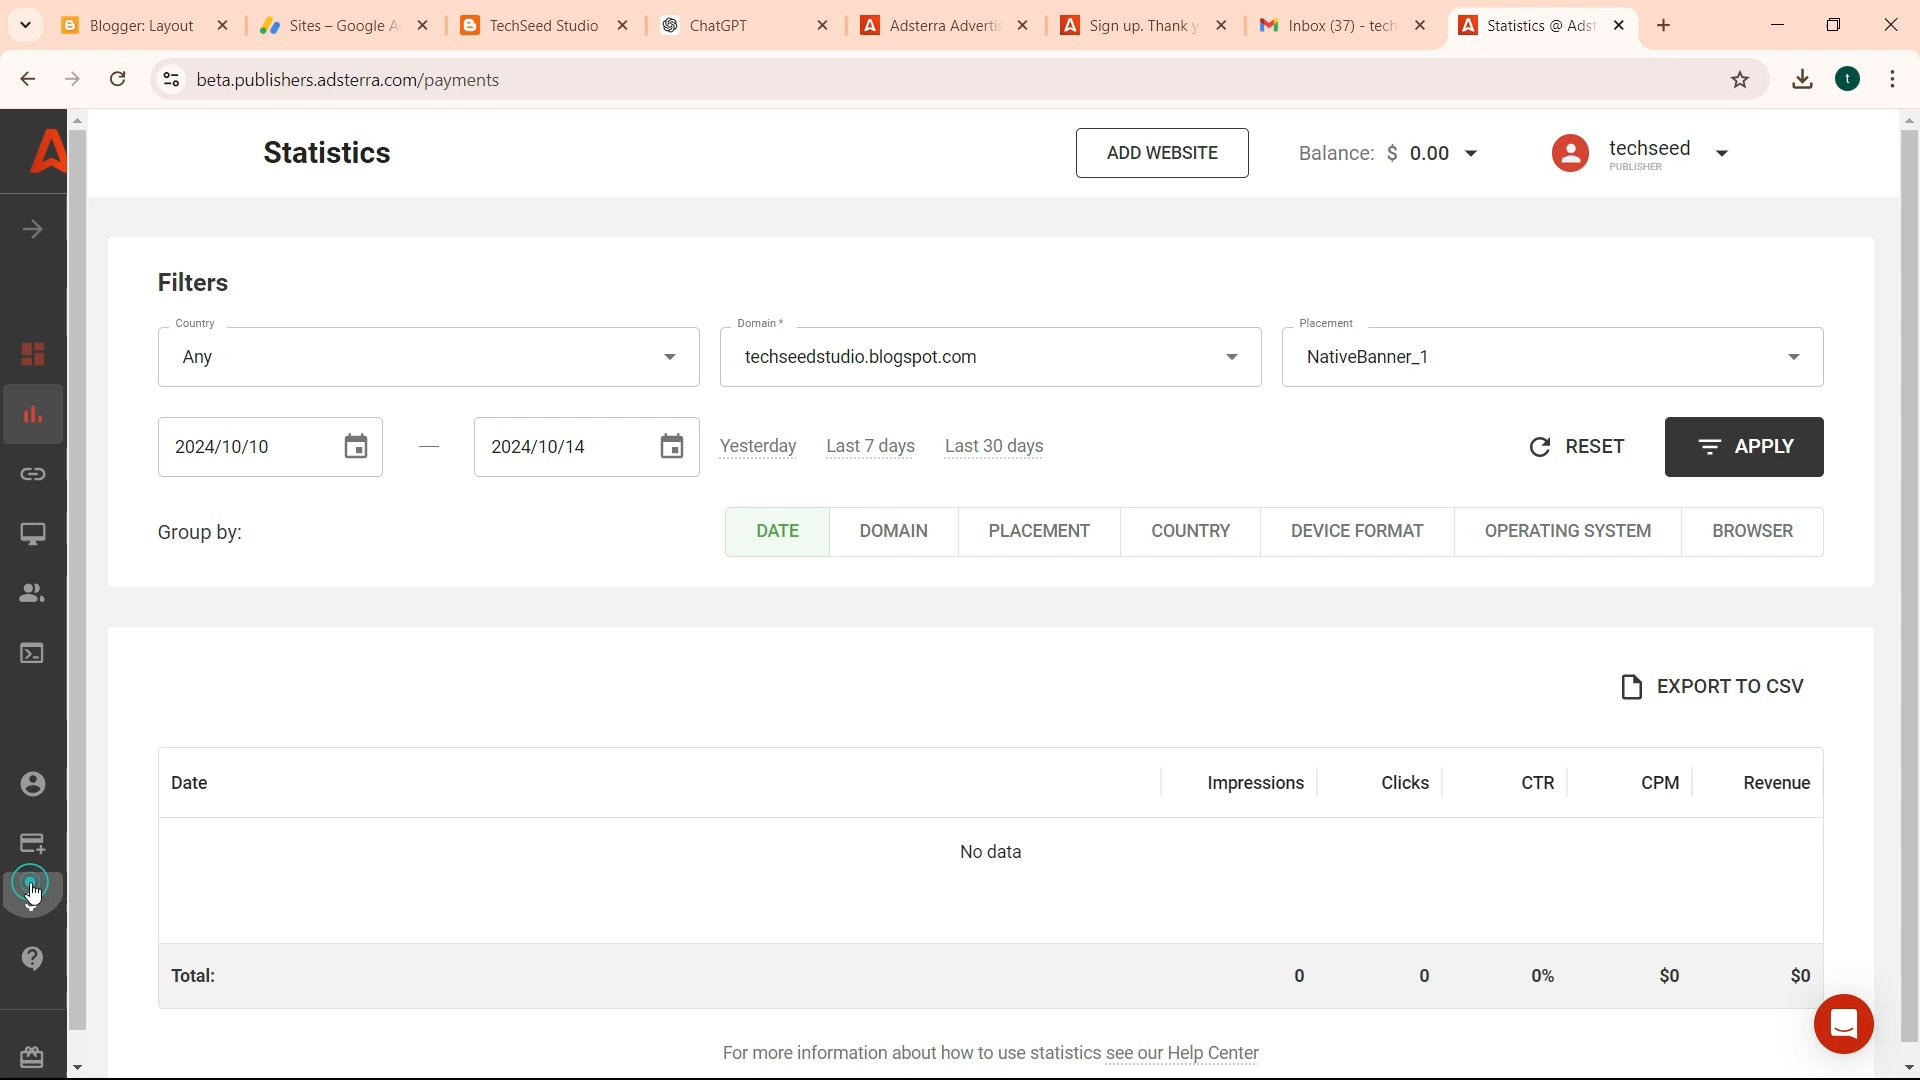 Blogger: Layout
Sites – Google A
TechSeed Studio
ChatGPT
Adsterra Adverti
Sign up. Thank y
Inbox (37) - tech
Statistics @ Adst
beta.publishers.adsterra.com/payments
t
Statistics
ADD WEBSITE
Balance: $ 0.00
techseed
PUBLISHER
Filters
Country
Any
Domain *
techseedstudio.blogspot.com
Placement
NativeBanner_1
2024/10/10
—
2024/10/14
Yesterday
Last 7 days
Last 30 days
RESET
APPLY
Group by:
DATE
DOMAIN
PLACEMENT
COUNTRY
DEVICE FORMAT
OPERATING SYSTEM
BROWSER
EXPORT TO CSV
Date Impressions Clicks CTR CPM Revenue
No data
Total: 0 0 0% $0 $0
For more information about how to use statistics see our Help Center